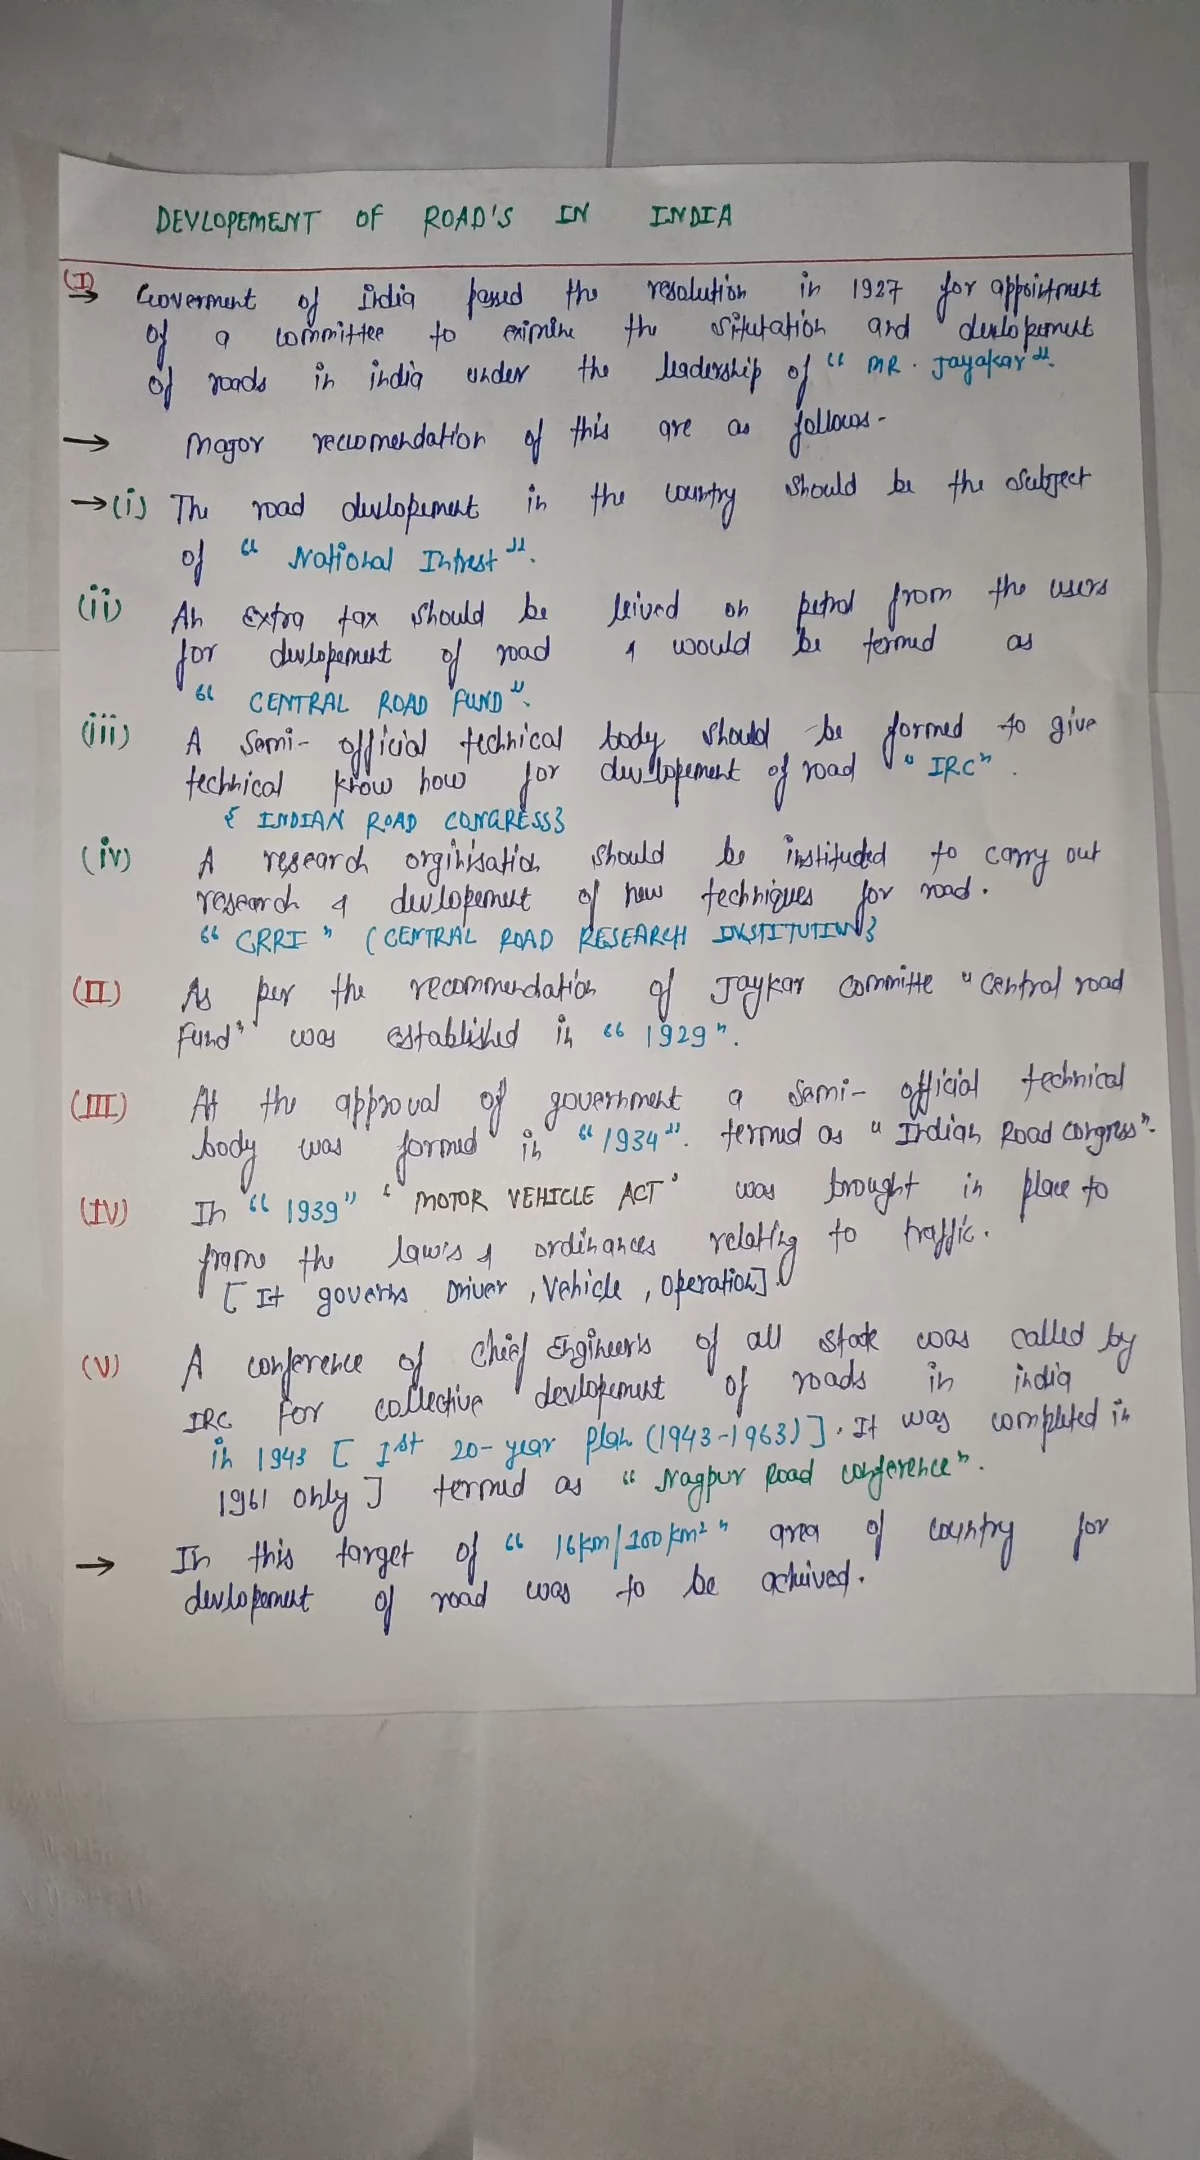 DEVLOPEMENT OF ROAD'S IN INDIA
(I)
→ Goverment of india passed the resolution in 1927 for appointment
of a committee to eximine the situtation and devlopement
of roads in india under the leadership of "MR. Jayakar".
→ Major reccomendation of this are as follows-
→ (i) The road devlopement in the country should be the subject
of "National Intrest".
(ii) An extra tax should be leived on petrol from the users
for devlopement of road & would be termed as
"CENTRAL ROAD FUND".
(iii) A Semi-official technical body should be formed to give
technical know how for devlopement of road "IRC".
{ INDIAN ROAD CONGRESS}
(iv) A research orginisation should be instituded to carry out
research & devlopement of new techniques for road.
"CRRI" (CENTRAL ROAD RESEARCH INSTITUTION}
(II) As per the recommendation of Jaykar Committe "Central road
Fund" was established in "1929".
(III) At the approval of government a Semi-official technical
body was formed in "1934". termed as "Indian Road Congress".
(IV) In "1939" 'MOTOR VEHICLE ACT' was brought in place to
frame the law's & ordinances relating to traffic.
[It governs Driver, Vehicle, Operation].
(V) A conference of chief Engineer's of all state was called by
IRC For collective devlopement of roads in india
in 1943 [ 1st 20-year plan (1943-1963)]. It was completed in
1961 only ] termed as "Nagpur Road conference".
→ In this target of "16km/100km²" area of country for
devlopement of road was to be achived.